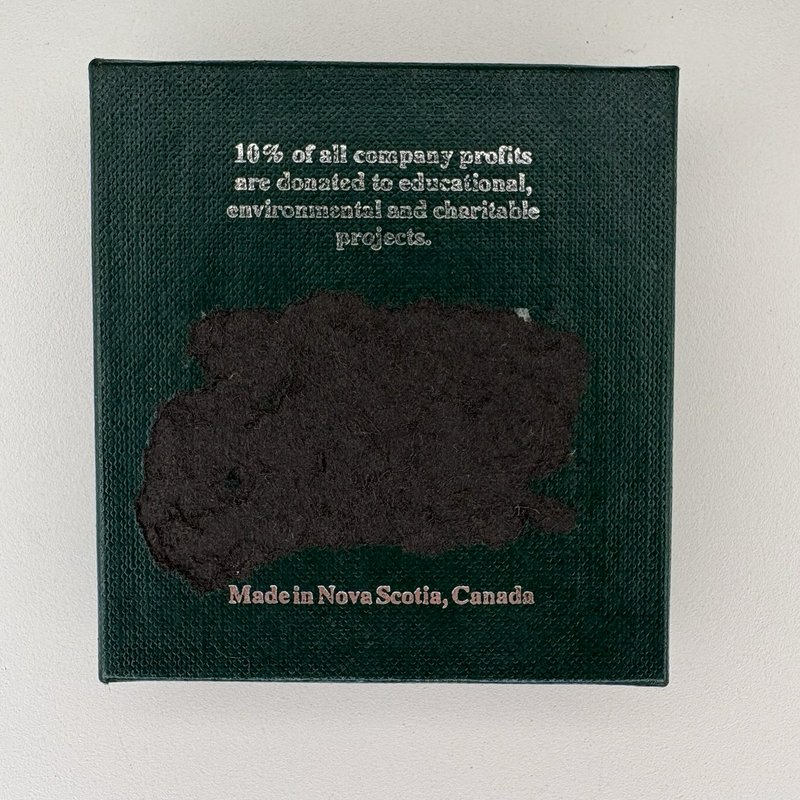 10% of all company profits
are donated to educational,
environmental and charitable
projects.
Made in Nova Scotia, Canada